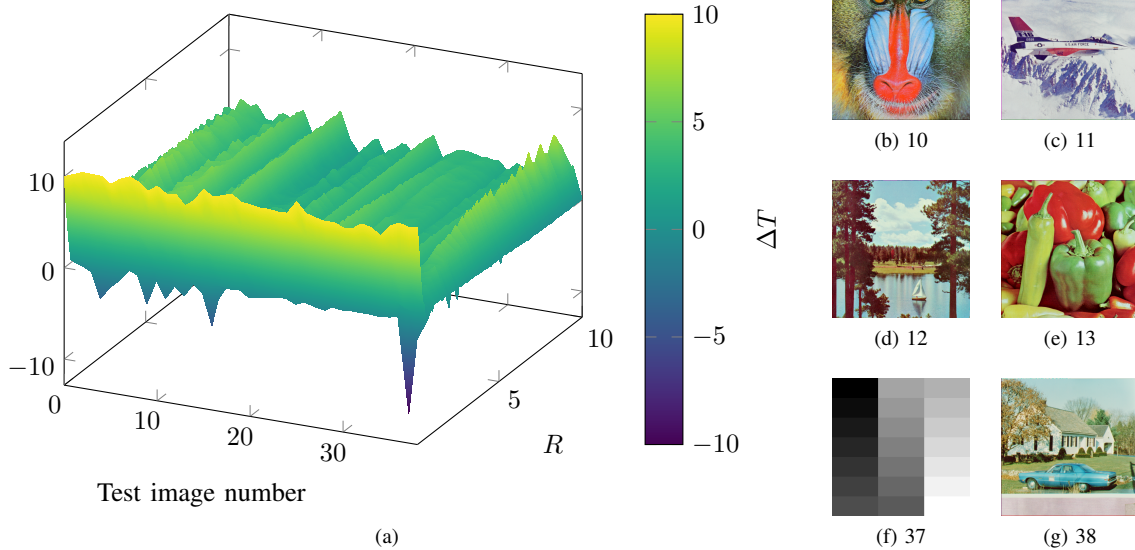 10
0
−10
0
10
20
30
5
10
R
Test image number
10
5
0
−5
−10
ΔT
(a)
(b) 10
U.S. AIR FORCE
(c) 11
(d) 12
(e) 13
(f) 37
(g) 38